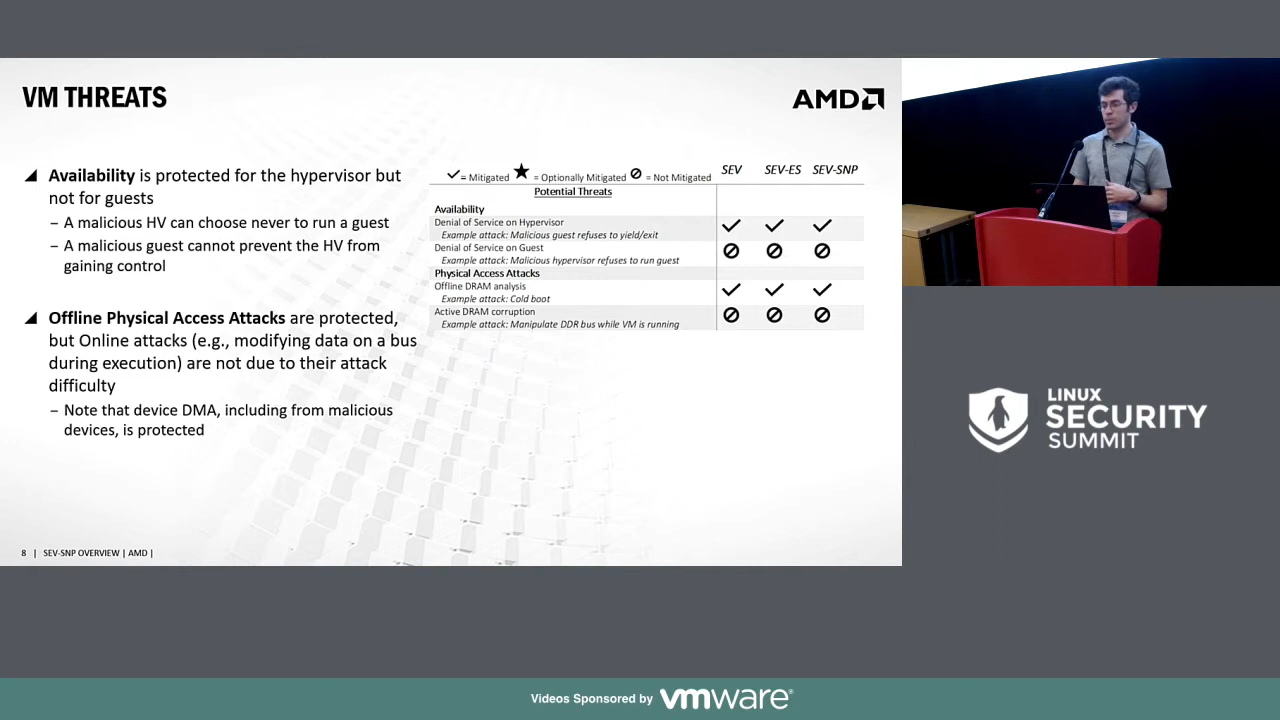 VM THREATS
AMD
Availability is protected for the hypervisor but
not for guests
– A malicious HV can choose never to run a guest
– A malicious guest cannot prevent the HV from
gaining control
Offline Physical Access Attacks are protected,
but Online attacks (e.g., modifying data on a bus
during execution) are not due to their attack
difficulty
– Note that device DMA, including from malicious
devices, is protected
✓= Mitigated ★ = Optionally Mitigated ⊘ = Not Mitigated SEV SEV-ES SEV-SNP
Potential Threats
Availability
Denial of Service on Hypervisor ✓ ✓ ✓
Example attack: Malicious guest refuses to yield/exit
Denial of Service on Guest ⊘ ⊘ ⊘
Example attack: Malicious hypervisor refuses to run guest
Physical Access Attacks
Offline DRAM analysis ✓ ✓ ✓
Example attack: Cold boot
Active DRAM corruption ⊘ ⊘ ⊘
Example attack: Manipulate DDR bus while VM is running
8 | SEV-SNP OVERVIEW | AMD |
LINUX
SECURITY
SUMMIT
Videos Sponsored by vmware®